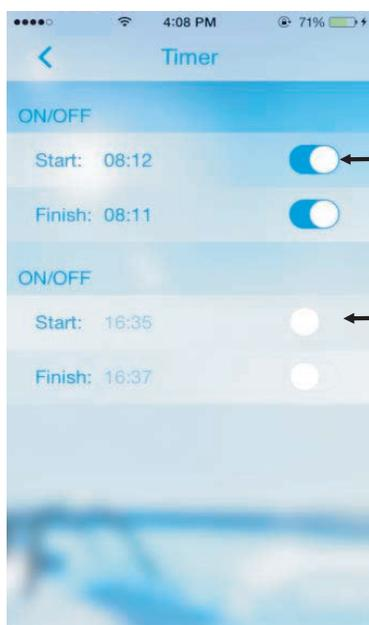 4:08 PM 71%
Timer
ON/OFF
Start: 08:12
Finish: 08:11
ON/OFF
Start: 16:35
Finish: 16:37